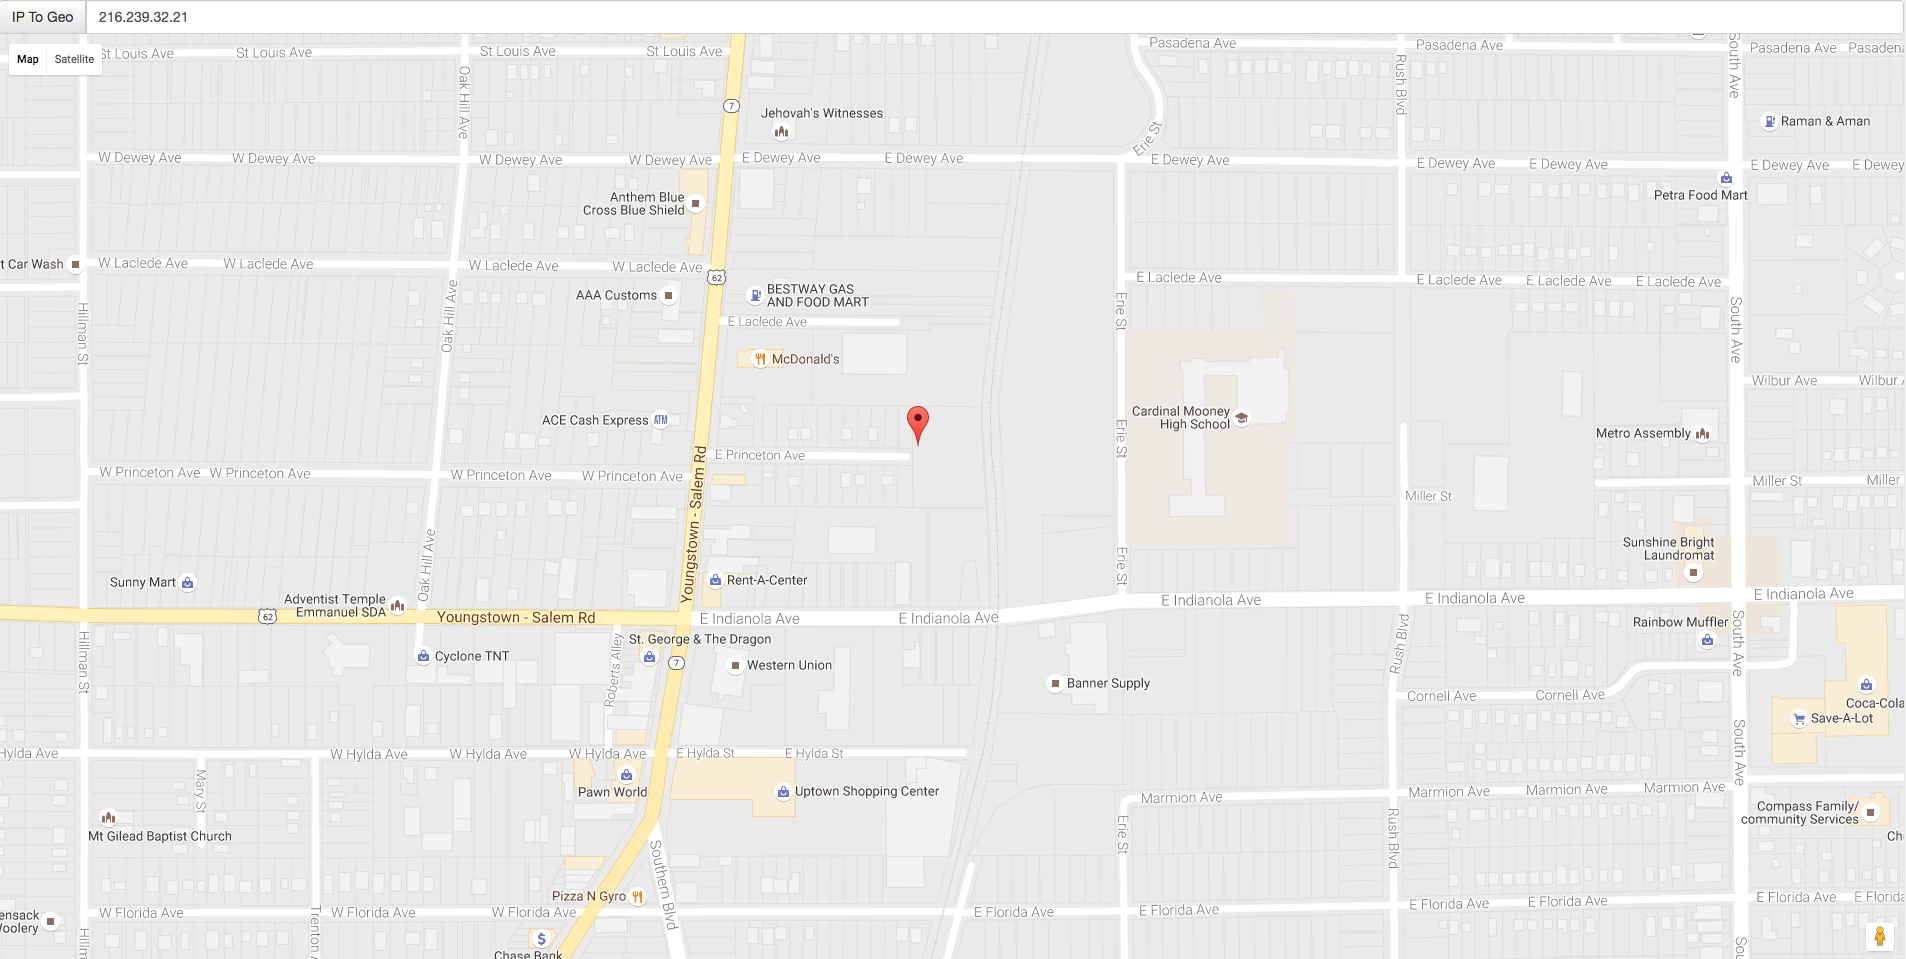 IP To Geo
216.239.32.21
Map
Satellite
St Louis Ave
St Louis Ave
St Louis Ave
St Louis Ave
Pasadena Ave
Pasadena Ave
Pasadena Ave
Oak Hill Ave
7
Jehovah's Witnesses
Erie St
Rush Blvd
South Ave
Raman & Aman
W Dewey Ave
W Dewey Ave
W Dewey Ave
W Dewey Ave
E Dewey Ave
E Dewey Ave
E Dewey Ave
E Dewey Ave
E Dewey Ave
E Dewey Ave
E Dewey
Anthem Blue
Cross Blue Shield
Petra Food Mart
t Car Wash
W Laclede Ave
W Laclede Ave
W Laclede Ave
W Laclede Ave
62
E Laclede Ave
E Laclede Ave
E Laclede Ave
E Laclede Ave
AAA Customs
BESTWAY GAS
AND FOOD MART
E Laclede Ave
Hillman St
Oak Hill Ave
Erie St
South Ave
McDonald's
Wilbur Ave
Wilbur
ACE Cash Express
ATM
Cardinal Mooney
High School
Erie St
Metro Assembly
E Princeton Ave
W Princeton Ave
W Princeton Ave
W Princeton Ave
W Princeton Ave
Youngstown - Salem Rd
Miller St
Miller
Miller St
Sunshine Bright
Laundromat
Oak Hill Ave
Erie St
Sunny Mart
Rent-A-Center
Adventist Temple
Emmanuel SDA
62
Youngstown - Salem Rd
E Indianola Ave
E Indianola Ave
E Indianola Ave
E Indianola Ave
E Indianola Ave
Rainbow Muffler
Hillman St
Roberts Alley
St. George & The Dragon
Rush Blvd
South Ave
Cyclone TNT
7
Western Union
Banner Supply
Cornell Ave
Cornell Ave
Coca-Cola
Save-A-Lot
Hylda Ave
W Hylda Ave
W Hylda Ave
W Hylda Ave
E Hylda St
E Hylda St
South Ave
Mary St
Pawn World
Uptown Shopping Center
Marmion Ave
Marmion Ave
Marmion Ave
Marmion Ave
Compass Family/
community Services
Ch
Mt Gilead Baptist Church
Erie St
Rush Blvd
Southern Blvd
Pizza N Gyro
ensack
Woolery
W Florida Ave
W Florida Ave
W Florida Ave
E Florida Ave
E Florida Ave
E Florida Ave
E Florida Ave
E Florida Ave
E Florida
Trenton A
Hillm
Chase Bank
$
So